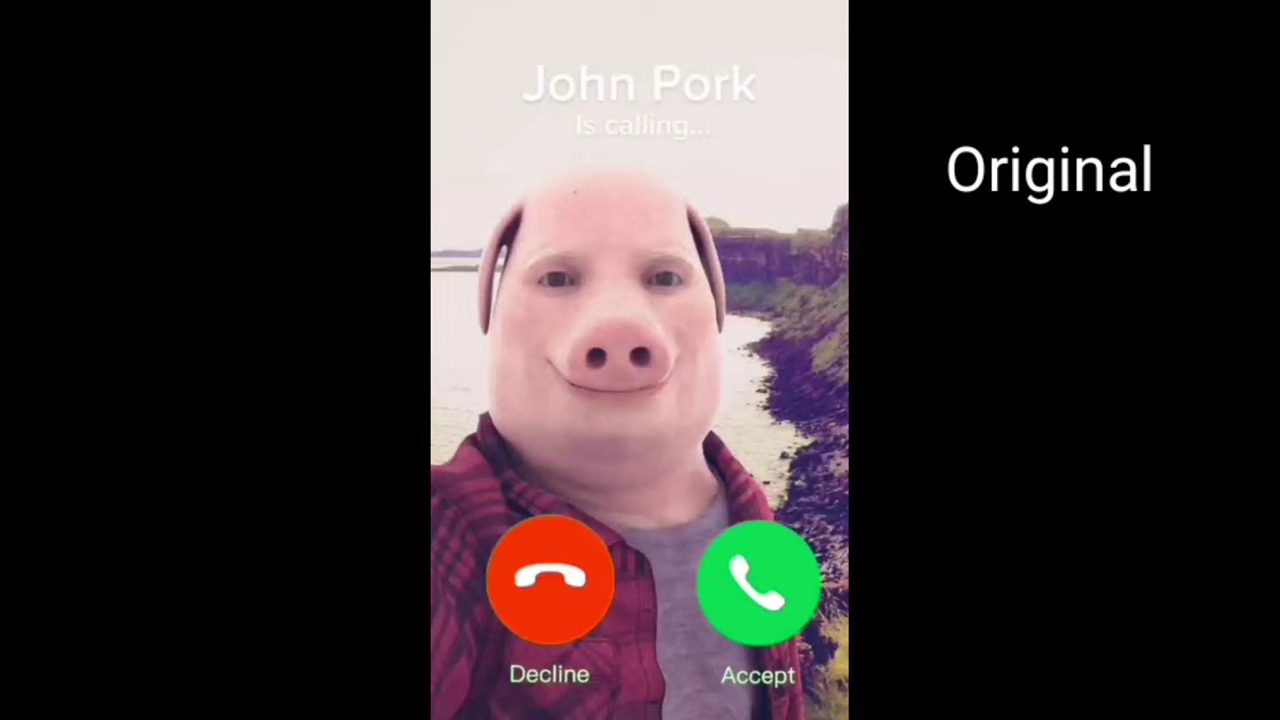 John Pork
Is calling...
Original
Decline
Accept